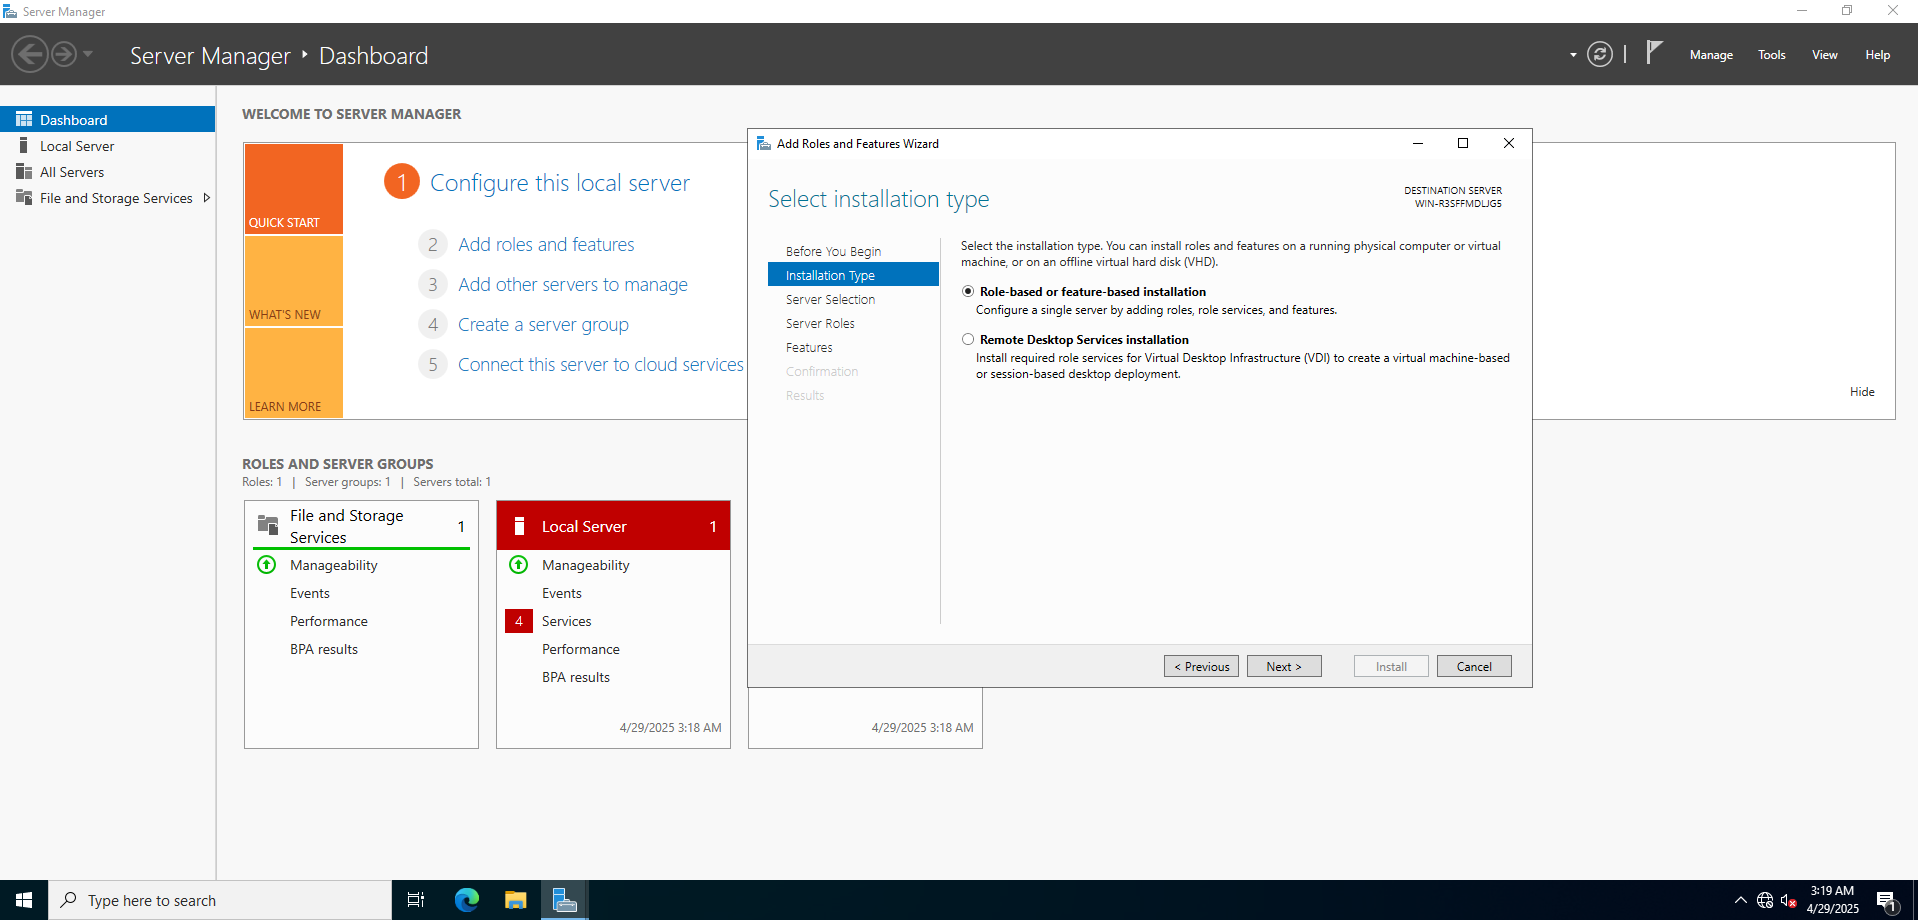 Server Manager
Server Manager ‣ Dashboard
Manage
Tools
View
Help
Dashboard
Local Server
All Servers
File and Storage Services
WELCOME TO SERVER MANAGER
QUICK START
WHAT'S NEW
LEARN MORE
1 Configure this local server
2 Add roles and features
3 Add other servers to manage
4 Create a server group
5 Connect this server to cloud services
Hide
ROLES AND SERVER GROUPS
Roles: 1 | Server groups: 1 | Servers total: 1
File and Storage
Services
1
Manageability
Events
Performance
BPA results
Local Server 1
Manageability
Events
4 Services
Performance
BPA results
4/29/2025 3:18 AM
4/29/2025 3:18 AM
Add Roles and Features Wizard
Select installation type
DESTINATION SERVER
WIN-R3SFFMDLJG5
Before You Begin
Installation Type
Server Selection
Server Roles
Features
Confirmation
Results
Select the installation type. You can install roles and features on a running physical computer or virtual
machine, or on an offline virtual hard disk (VHD).
Role-based or feature-based installation
Configure a single server by adding roles, role services, and features.
Remote Desktop Services installation
Install required role services for Virtual Desktop Infrastructure (VDI) to create a virtual machine-based
or session-based desktop deployment.
< Previous
Next >
Install
Cancel
Type here to search
3:19 AM
4/29/2025
1